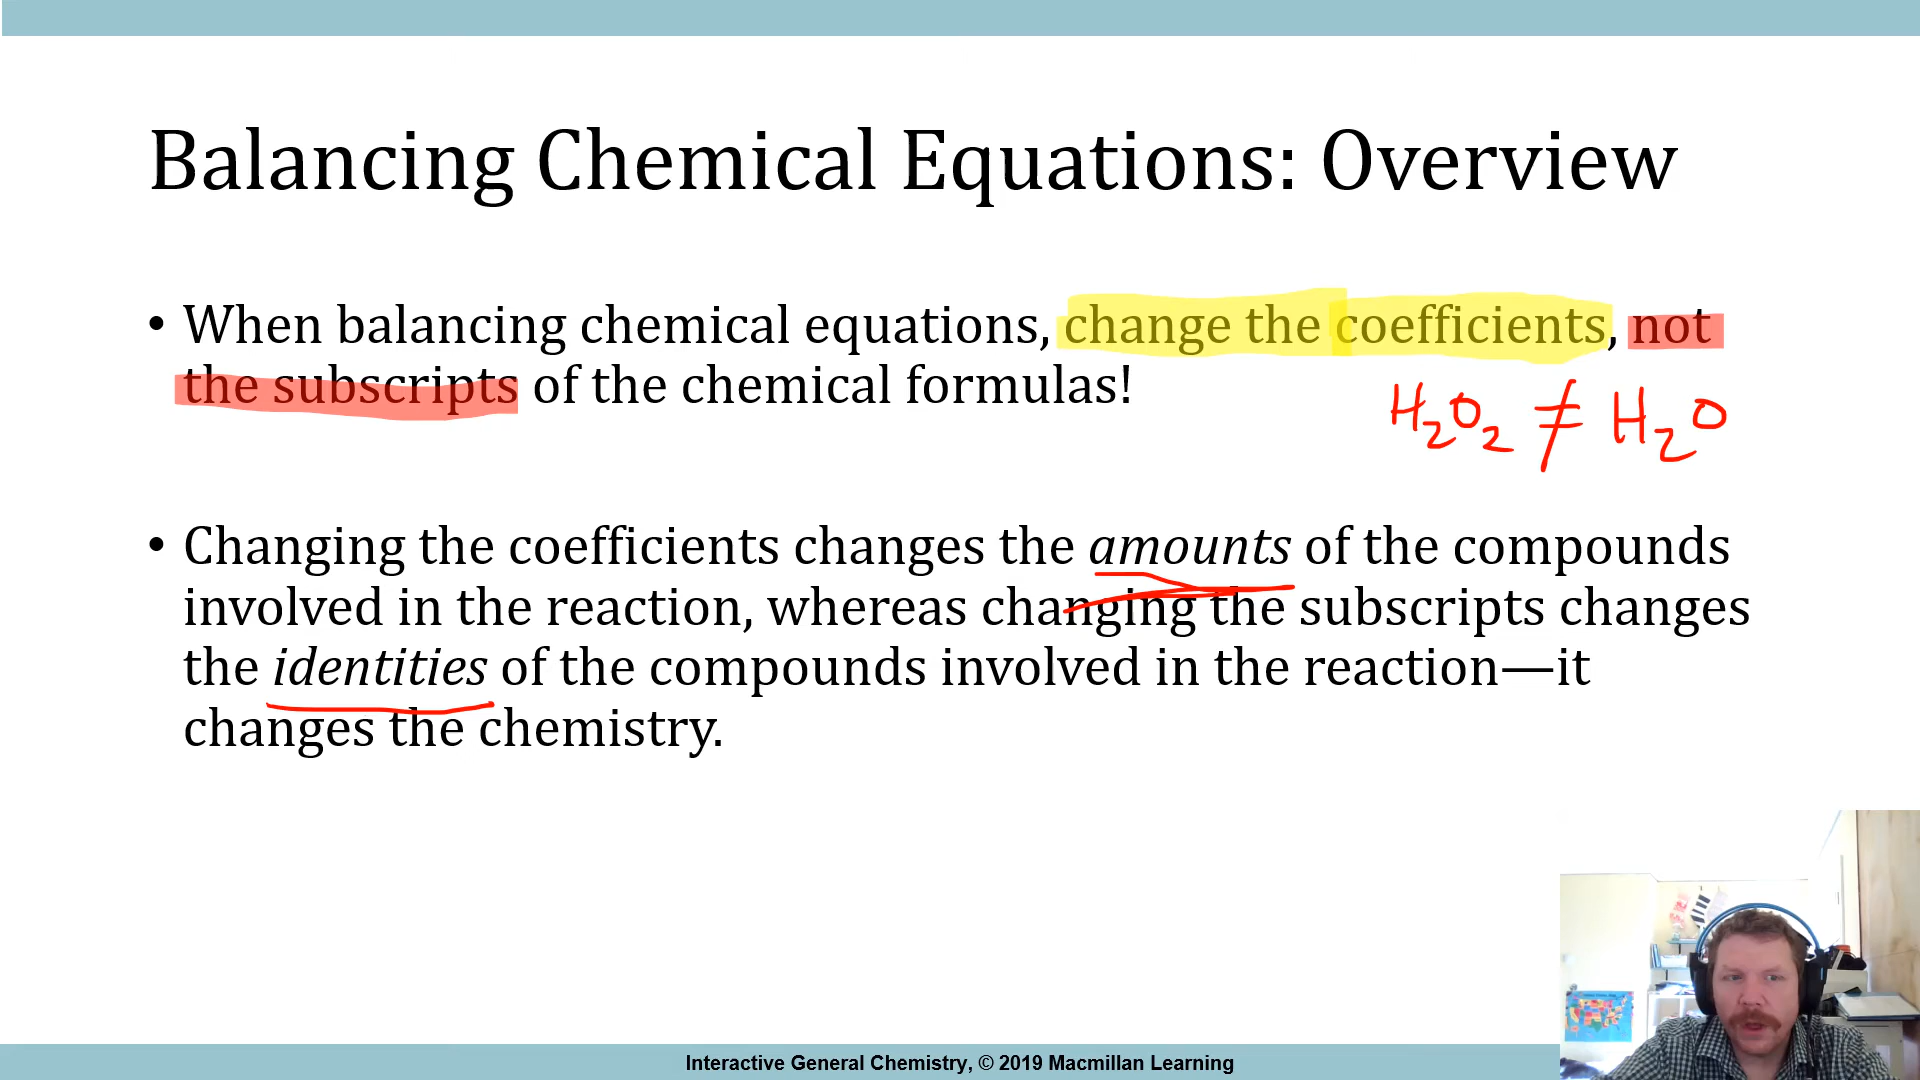 Balancing Chemical Equations: Overview
• When balancing chemical equations, change the coefficients, not
the subscripts of the chemical formulas!
H₂O₂ ≠ H₂O
• Changing the coefficients changes the amounts of the compounds
involved in the reaction, whereas changing the subscripts changes
the identities of the compounds involved in the reaction—it
changes the chemistry.
Interactive General Chemistry, © 2019 Macmillan Learning